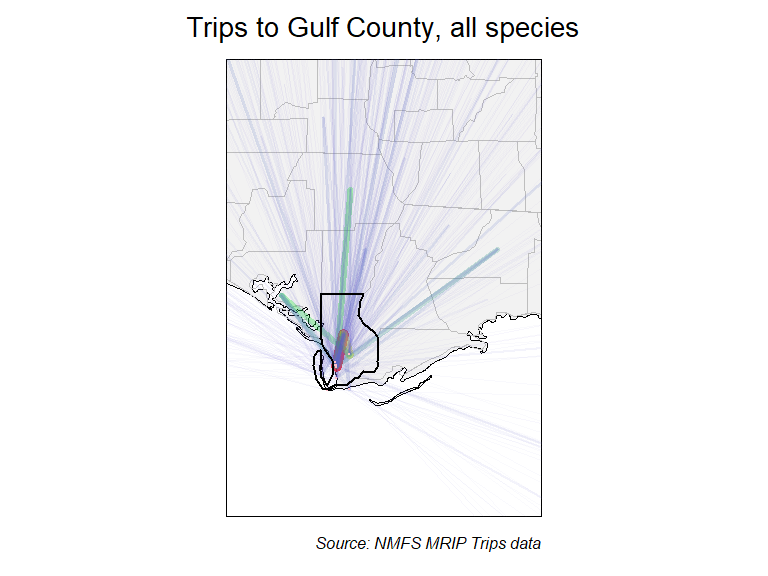 Trips to Gulf County, all species
Source: NMFS MRIP Trips data